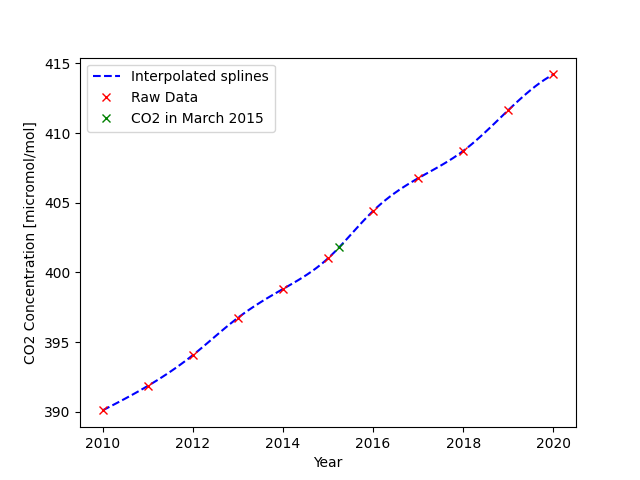 Interpolated splines
Raw Data
CO2 in March 2015
415
410
405
400
395
390
CO2 Concentration [micromol/mol]
2010 2012 2014 2016 2018 2020
Year